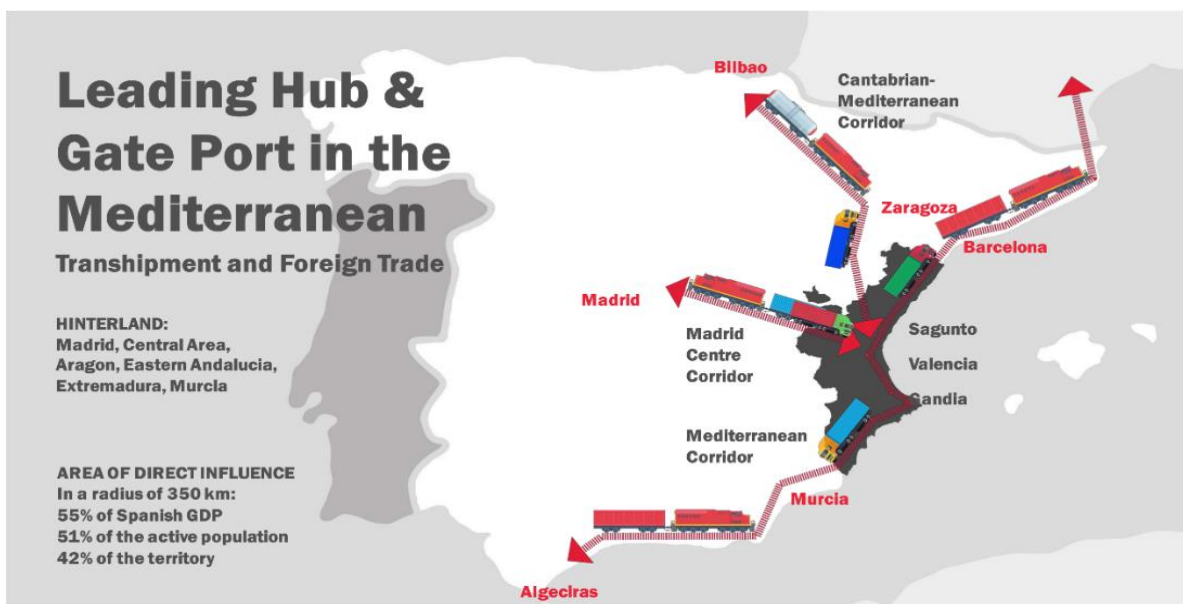 Leading Hub &
Gate Port in the
Mediterranean
Transhipment and Foreign Trade
HINTERLAND:
Madrid, Central Area,
Aragon, Eastern Andalucia,
Extremadura, Murcia
AREA OF DIRECT INFLUENCE
In a radius of 350 km:
55% of Spanish GDP
51% of the active population
42% of the territory
Bilbao
Cantabrian-
Mediterranean
Corridor
Zaragoza
Barcelona
Madrid
Madrid
Centre
Corridor
Sagunto
Valencia
Gandia
Mediterranean
Corridor
Murcia
Algeciras